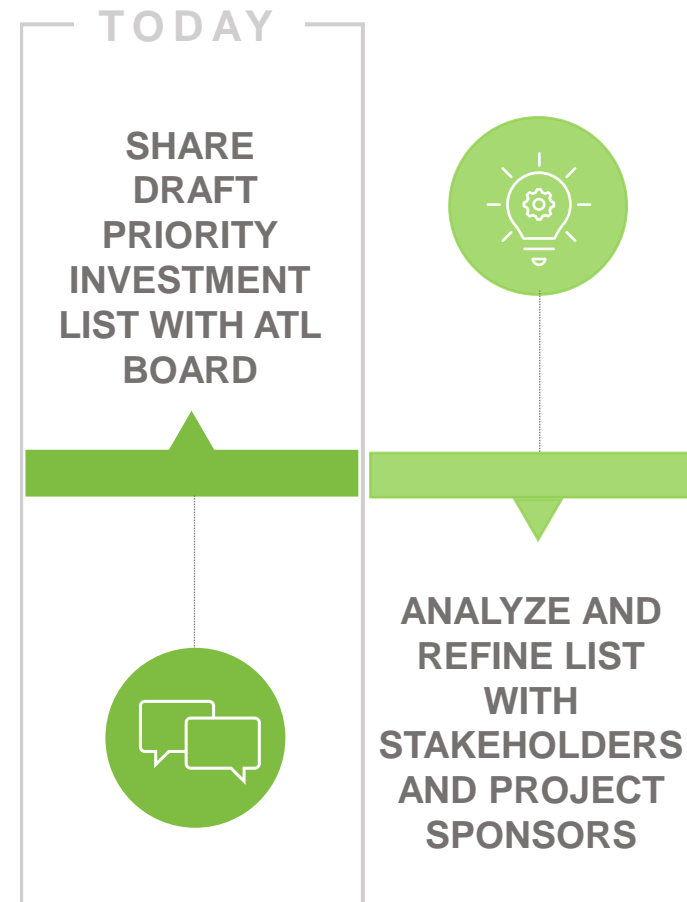 TODAY
SHARE
DRAFT
PRIORITY
INVESTMENT
LIST WITH ATL
BOARD
ANALYZE AND
REFINE LIST
WITH
STAKEHOLDERS
AND PROJECT
SPONSORS